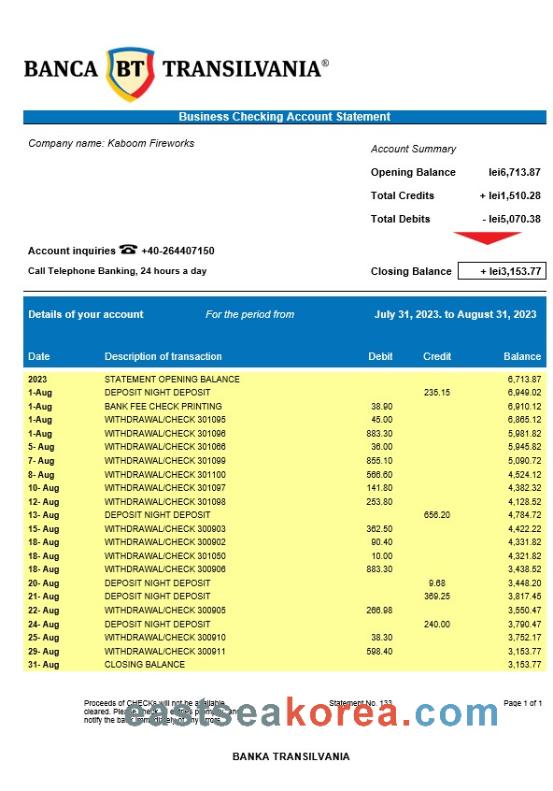 BANCA BT TRANSILVANIA®
Business Checking Account Statement
Company name: Kaboom Fireworks
Account Summary
Opening Balance lei6,713.87
Total Credits + lei1,510.28
Total Debits - lei5,070.38
Account inquiries ☎ +40-264407150
Call Telephone Banking, 24 hours a day
Closing Balance + lei3,153.77
Details of your account For the period from July 31, 2023. to August 31, 2023
Date Description of transaction Debit Credit Balance
2023 STATEMENT OPENING BALANCE 6,713.87
1-Aug DEPOSIT NIGHT DEPOSIT 235.15 6,949.02
1-Aug BANK FEE CHECK PRINTING 38.90 6,910.12
1-Aug WITHDRAWAL/CHECK 301095 45.00 6,865.12
1-Aug WITHDRAWAL/CHECK 301096 883.30 5,981.82
5- Aug WITHDRAWAL/CHECK 301066 36.00 5,945.82
7- Aug WITHDRAWAL/CHECK 301099 855.10 5,090.72
8- Aug WITHDRAWAL/CHECK 301100 566.60 4,524.12
10- Aug WITHDRAWAL/CHECK 301097 141.80 4,382.32
12- Aug WITHDRAWAL/CHECK 301098 253.80 4,128.52
13- Aug DEPOSIT NIGHT DEPOSIT 656.20 4,784.72
15- Aug WITHDRAWAL/CHECK 300903 362.50 4,422.22
18- Aug WITHDRAWAL/CHECK 300902 90.40 4,331.82
18- Aug WITHDRAWAL/CHECK 301050 10.00 4,321.82
18- Aug WITHDRAWAL/CHECK 300906 883.30 3,438.52
20- Aug DEPOSIT NIGHT DEPOSIT 9.68 3,448.20
21- Aug DEPOSIT NIGHT DEPOSIT 369.25 3,817.45
22- Aug WITHDRAWAL/CHECK 300905 266.98 3,550.47
24- Aug DEPOSIT NIGHT DEPOSIT 240.00 3,790.47
25- Aug WITHDRAWAL/CHECK 300910 38.30 3,752.17
29- Aug WITHDRAWAL/CHECK 300911 598.40 3,153.77
31- Aug CLOSING BALANCE 3,153.77
Proceeds of CHECKs will not be available Statement No. 133 Page 1 of 1
cleared. and
notify the bank immediately of any errors.
eastseakorea.com
BANKA TRANSILVANIA